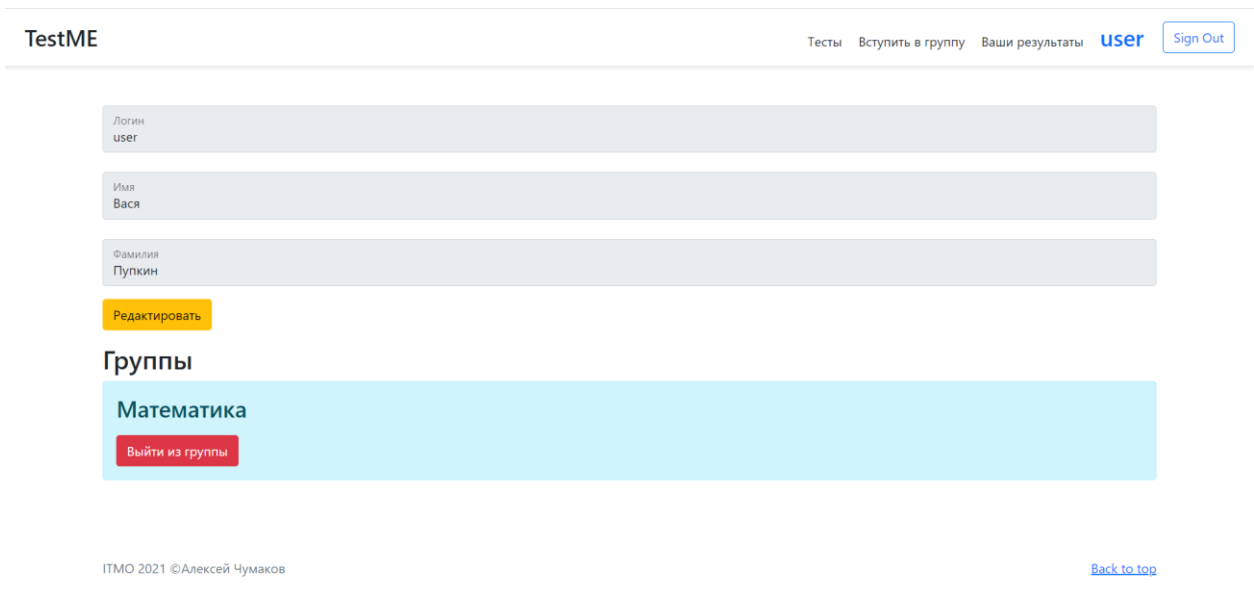 TestME
Тесты Вступить в группу Ваши результаты user Sign Out
Логин
user
Имя
Вася
Фамилия
Пупкин
Редактировать
Группы
Математика
Выйти из группы
ITMO 2021 ©Алексей Чумаков
Back to top